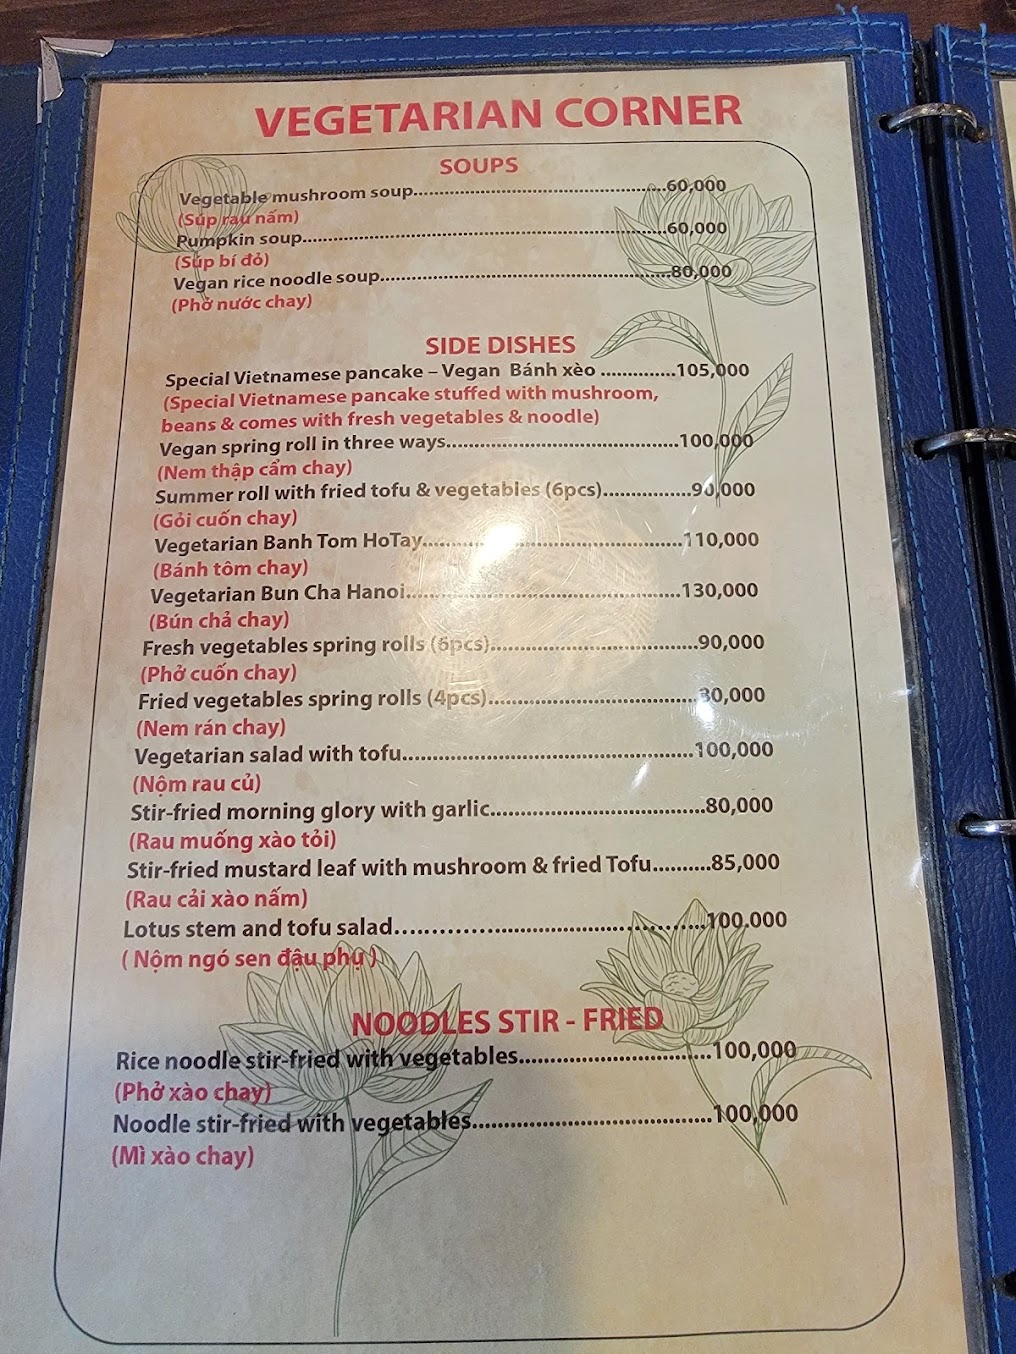 VEGETARIAN CORNER
SOUPS
Vegetable mushroom soup..........60,000
(Súp rau nấm)
Pumpkin soup..........60,000
(Súp bí đỏ)
Vegan rice noodle soup..........80,000
(Phở nước chay)
SIDE DISHES
Special Vietnamese pancake – Vegan Bánh xèo ..........105,000
(Special Vietnamese pancake stuffed with mushroom,
beans & comes with fresh vegetables & noodle)
Vegan spring roll in three ways..........100,000
(Nem thập cẩm chay)
Summer roll with fried tofu & vegetables (6pcs)..........90,000
(Gỏi cuốn chay)
Vegetarian Banh Tom HoTay..........110,000
(Bánh tôm chay)
Vegetarian Bun Cha Hanoi..........130,000
(Bún chả chay)
Fresh vegetables spring rolls (6pcs)..........90,000
(Phở cuốn chay)
Fried vegetables spring rolls (4pcs)..........
(Nem rán chay)
Vegetarian salad with tofu..........100,000
(Nộm rau củ)
Stir-fried morning glory with garlic..........80,000
(Rau muống xào tỏi)
Stir-fried mustard leaf with mushroom & fried Tofu..........85,000
(Rau cải xào nấm)
Lotus stem and tofu salad..........100.000
( Nộm ngó sen đậu phụ )
NOODLES STIR - FRIED
Rice noodle stir-fried with vegetables..........100,000
(Phở xào chay)
Noodle stir-fried with vegetables..........100,000
(Mì xào chay)